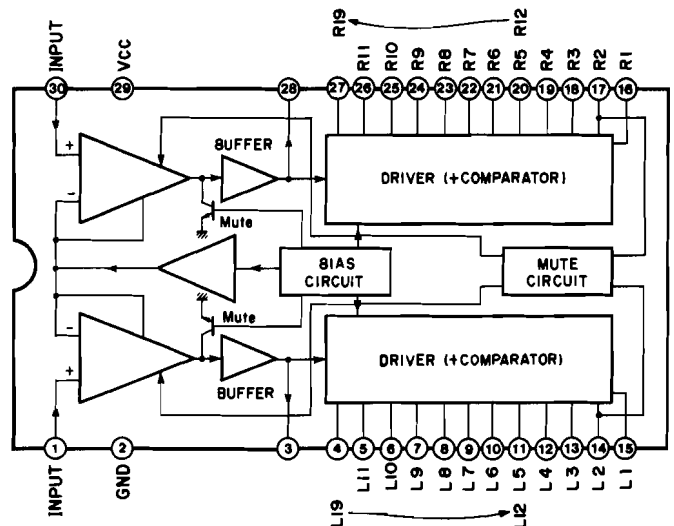 R19 R12
INPUT VCC R11 R10 R9 R8 R7 R6 R5 R4 R3 R2 R1
30 29 28 27 26 25 24 23 22 21 20 19 18 17 16
BUFFER
+
−
DRIVER (+COMPARATOR)
Mute
BIAS
CIRCUIT
MUTE
CIRCUIT
Mute
−
+
DRIVER (+COMPARATOR)
BUFFER
1 2 3 4 5 6 7 8 9 10 11 12 13 14 15
INPUT GND L11 L10 L9 L8 L7 L6 L5 L4 L3 L2 L1
L19 L12